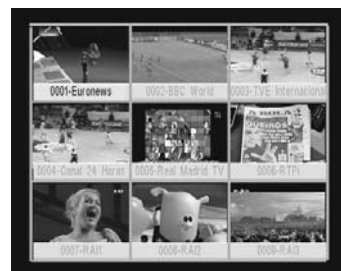 0001-Euronews
0002-BBC World
0003-TVE Internacional
0004-Canal 24 Horas
0005-Real Madrid TV
0006-RTPi
0007-RAI1
0008-RAI2
0009-RAI3